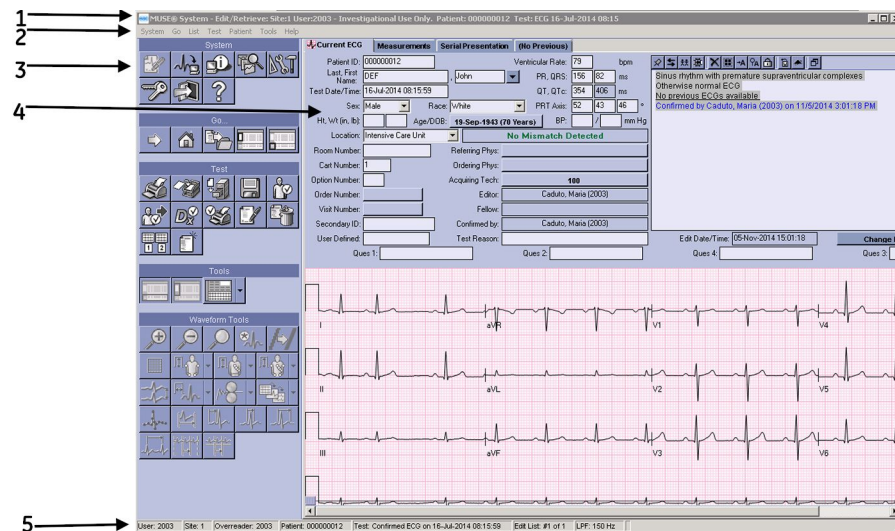 1
MUSE® System - Edit/Retrieve: Site:1 User:2003 - Investigational Use Only. Patient: 000000012 Test: ECG 16-Jul-2014 08:15
2
System Go List Test Patient Tools Help
3
System
Current ECG Measurements Serial Presentation (No Previous)
Patient ID: 000000012 Ventricular Rate: 79 bpm
Last, First Name: DEF , John PR, QRS: 156 82 ms
Test Date/Time: 16-Jul-2014 08:15:59 QT, QTc: 354 406 ms
4
Sex: Male Race: White PRT Axis: 52 43 46 °
Ht, Wt (in, lb): Age/DOB: 19-Sep-1943 (70 Years) BP: / mm Hg
Location: Intensive Care Unit No Mismatch Detected
Room Number: Referring Phys:
Cart Number: 1 Ordering Phys:
Option Number: Acquiring Tech: 100
Order Number: Editor: Caduto, Maria (2003)
Visit Number: Fellow:
Secondary ID: Confirmed by: Caduto, Maria (2003)
User Defined: Test Reason: Edit Date/Time: 05-Nov-2014 15:01:18 Change
Ques 1: Ques 2: Ques 4: Ques 3:
Sinus rhythm with premature supraventricular complexes
Otherwise normal ECG
No previous ECGs available
Confirmed by Caduto, Maria (2003) on 11/5/2014 3:01:18 PM
Go...
Test
DX
1 2
Tools
Waveform Tools
I aVR V1 V4
II aVL V2 V5
III aVF V3 V6
5
User: 2003 Site: 1 Overreader: 2003 Patient: 000000012 Test: Confirmed ECG on 16-Jul-2014 08:15:59 Edit List: #1 of 1 LPF: 150 Hz